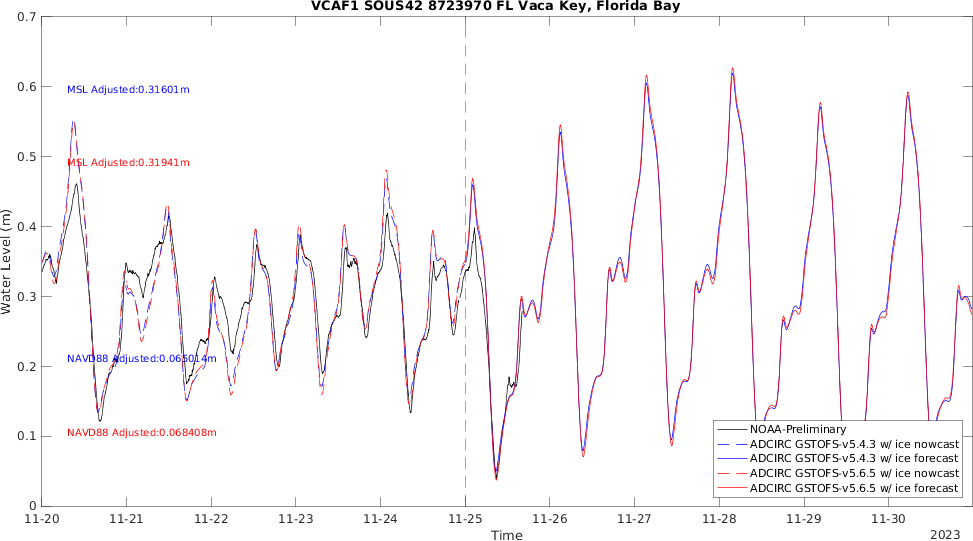 VCAF1 SOUS42 8723970 FL Vaca Key, Florida Bay
0.7
0.6
0.5
0.4
0.3
0.2
0.1
0
Water Level (m)
MSL Adjusted:0.31601m
MSL Adjusted:0.31941m
NAVD88 Adjusted:0.065014m
NAVD88 Adjusted:0.068408m
NOAA-Preliminary
ADCIRC GSTOFS-v5.4.3 w/ ice nowcast
ADCIRC GSTOFS-v5.4.3 w/ ice forecast
ADCIRC GSTOFS-v5.6.5 w/ ice nowcast
ADCIRC GSTOFS-v5.6.5 w/ ice forecast
11-20 11-21 11-22 11-23 11-24 11-25 11-26 11-27 11-28 11-29 11-30
Time
2023